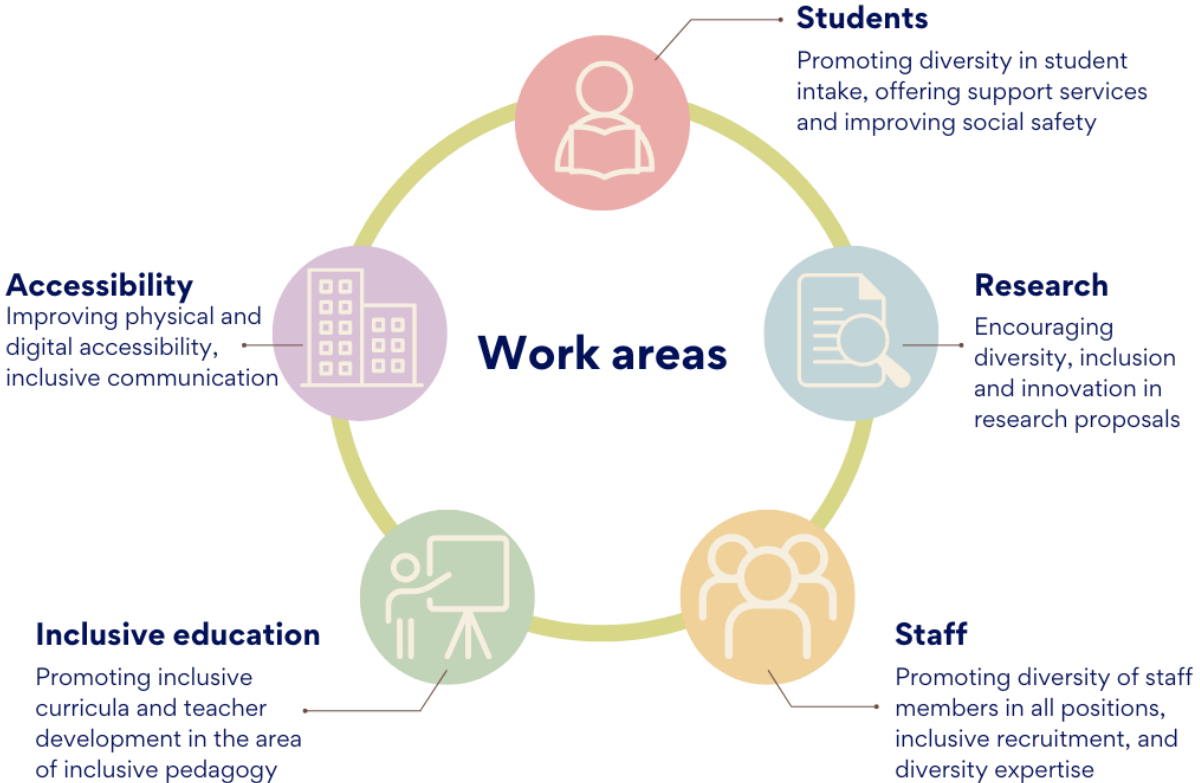 Students
Promoting diversity in student
intake, offering support services
and improving social safety
Accessibility
Improving physical and
digital accessibility,
inclusive communication
Work areas
Research
Encouraging
diversity, inclusion
and innovation in
research proposals
Inclusive education
Promoting inclusive
curricula and teacher
development in the area
of inclusive pedagogy
Staff
Promoting diversity of staff
members in all positions,
inclusive recruitment, and
diversity expertise